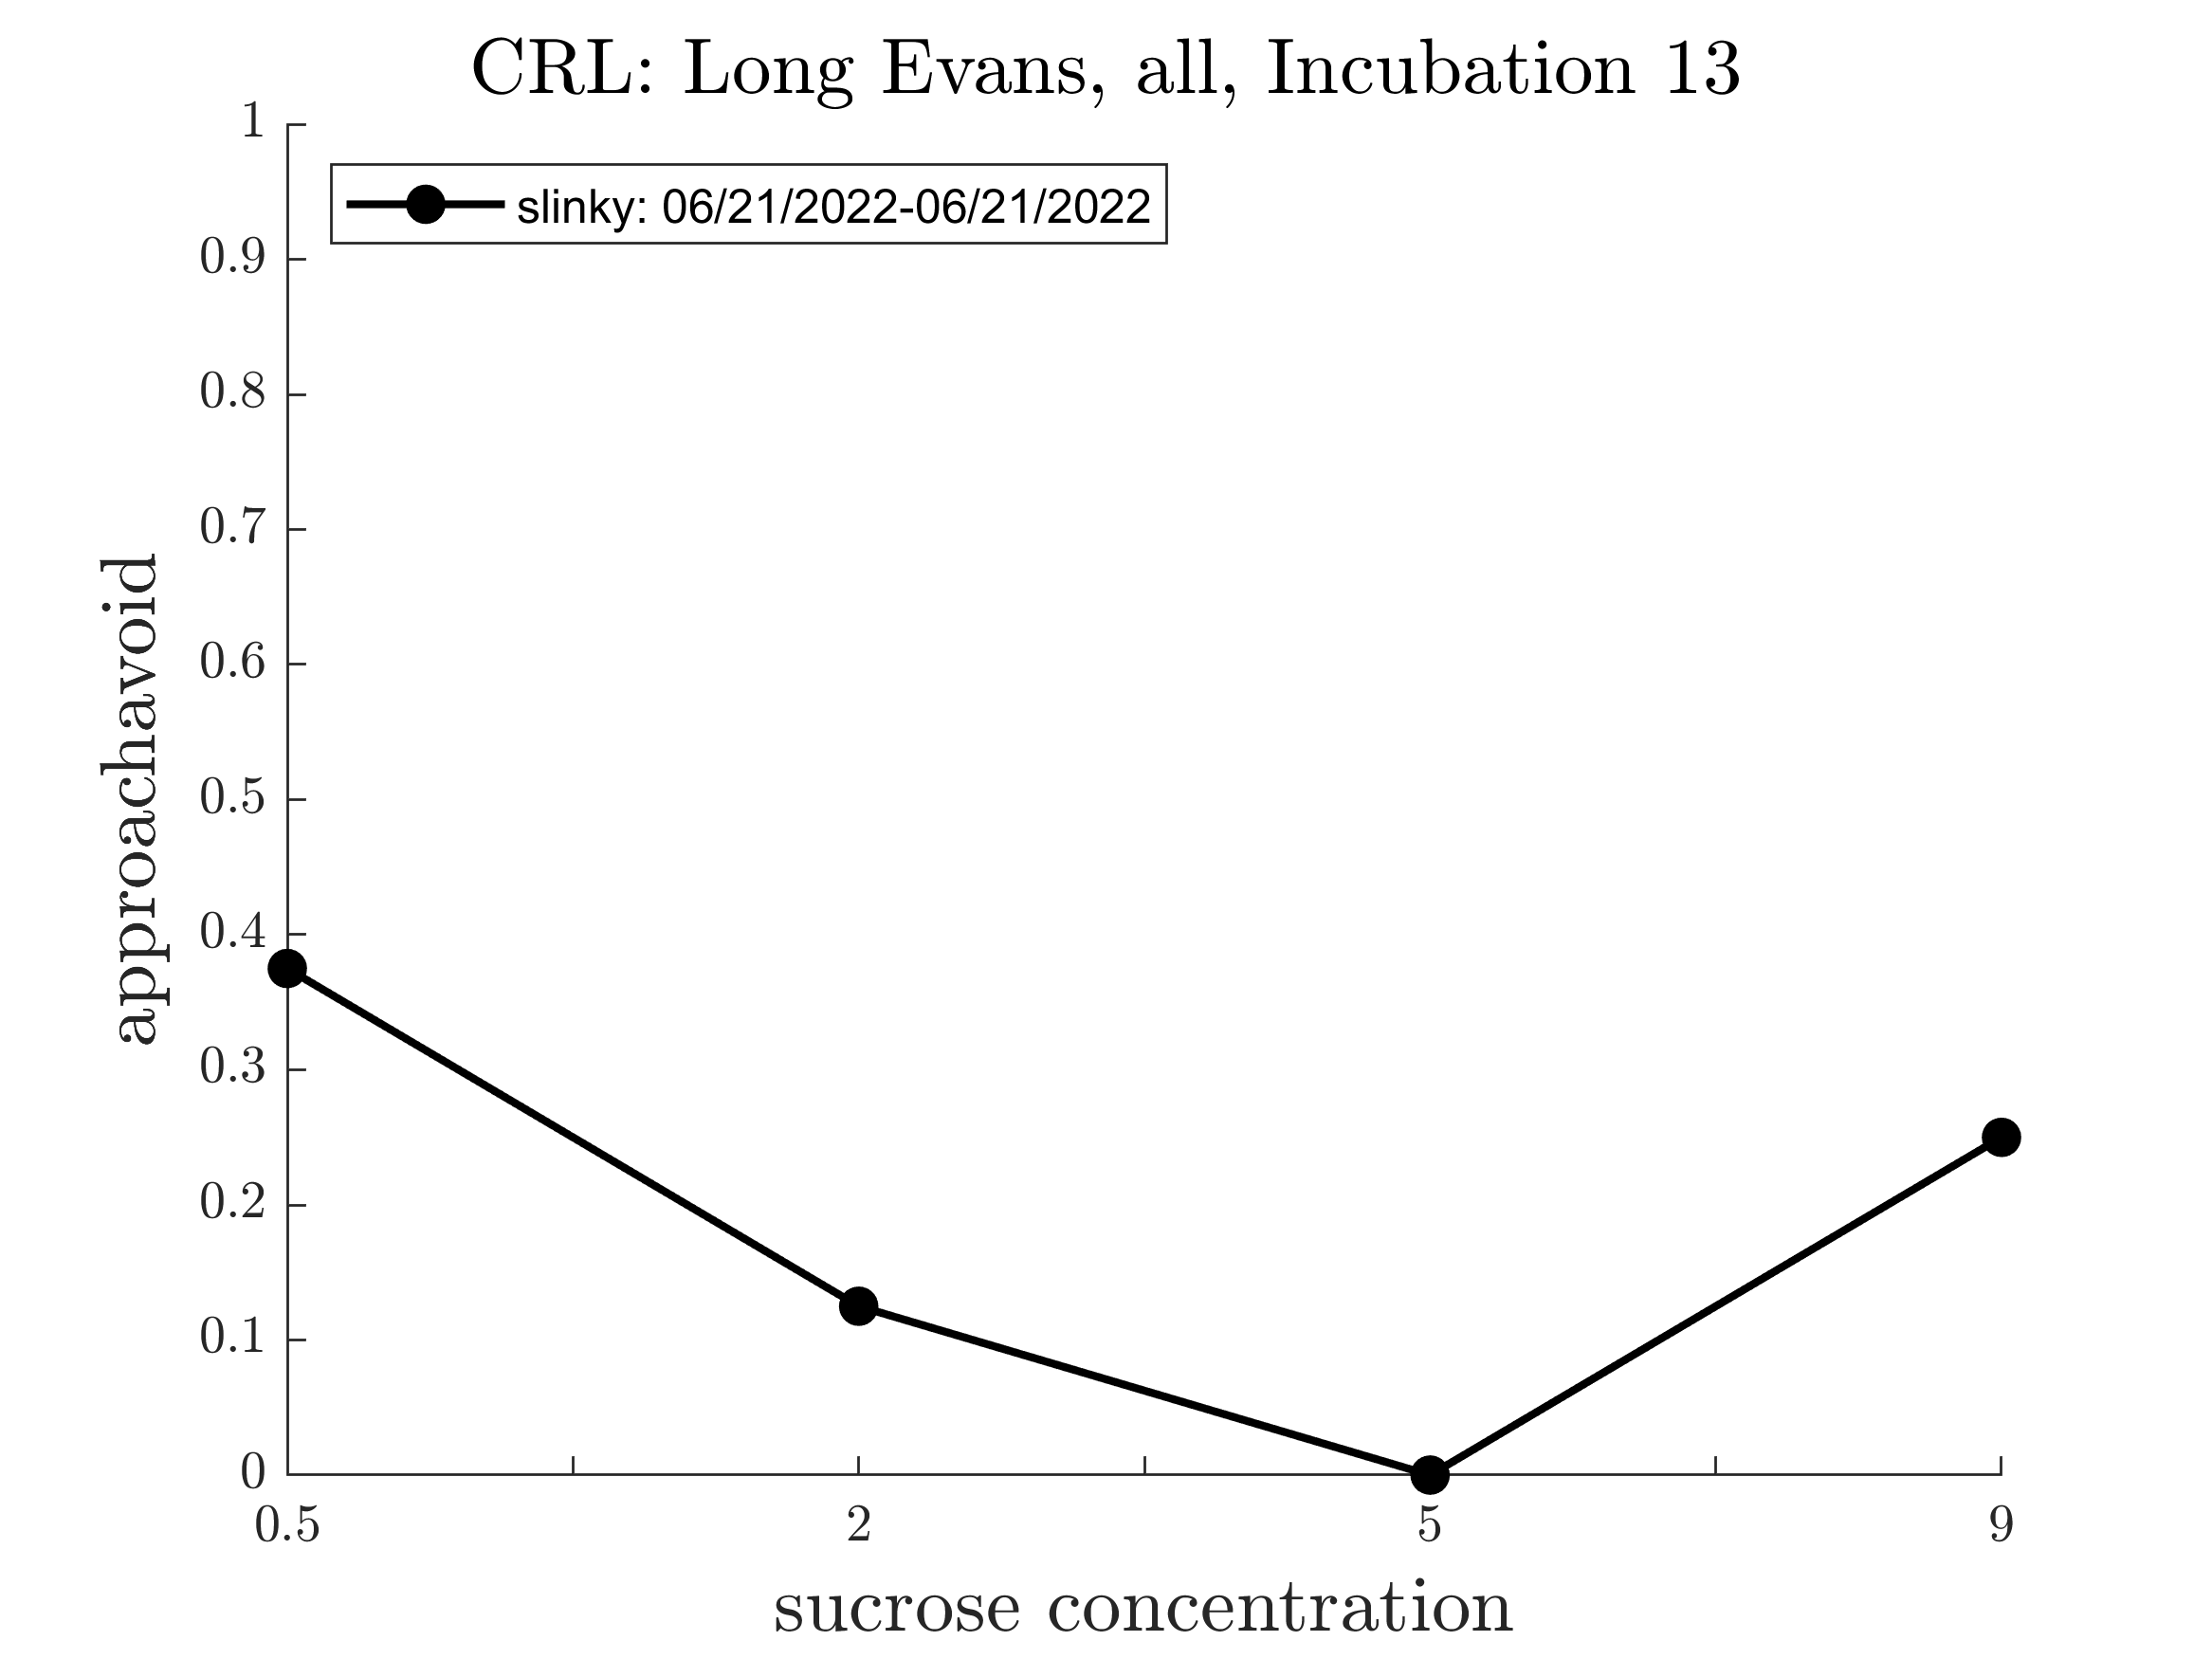 CRL: Long Evans, all, Incubation 13
slinky: 06/21/2022-06/21/2022
approachavoid
1
0.9
0.8
0.7
0.6
0.5
0.4
0.3
0.2
0.1
0
0.5 2 5 9
sucrose concentration